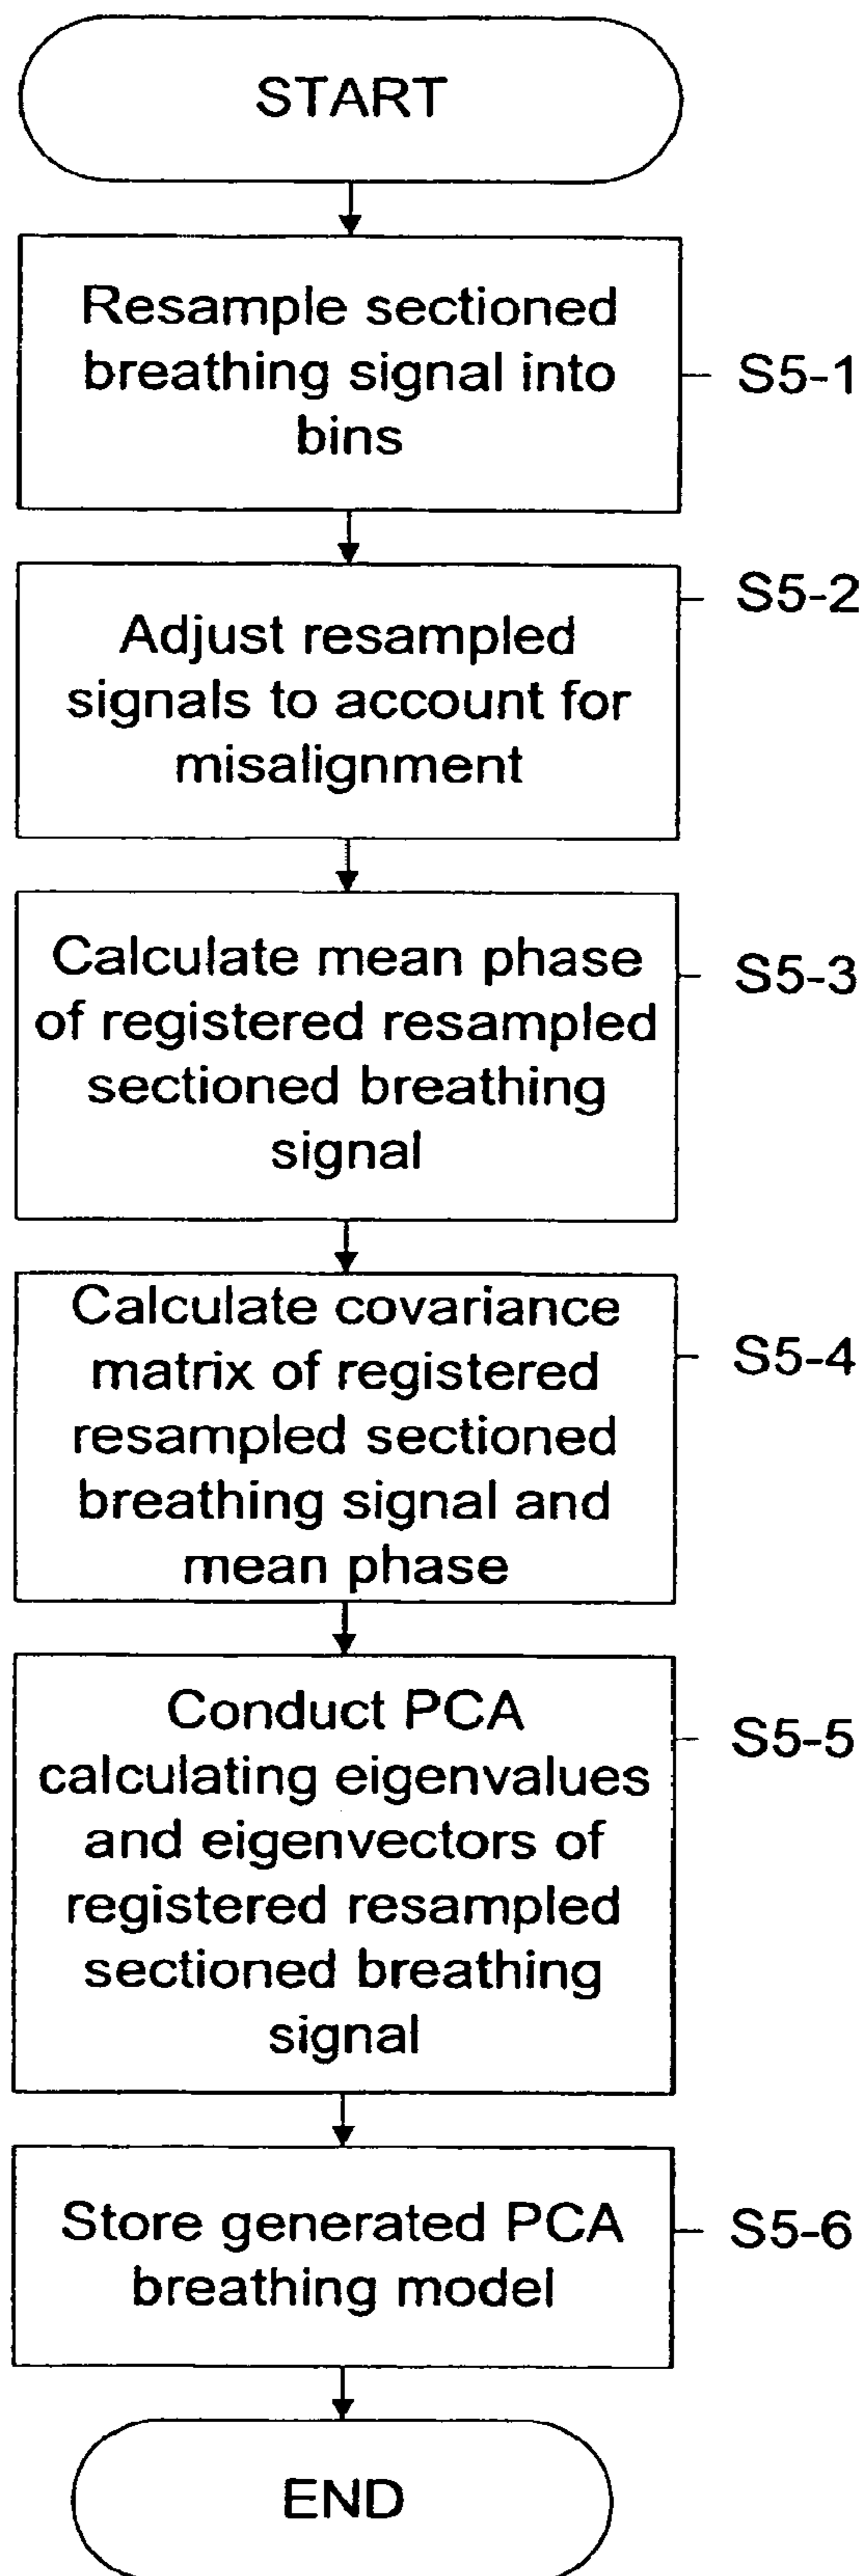 START
Resample sectioned
breathing signal into
bins
S5-1
Adjust resampled
signals to account for
misalignment
S5-2
Calculate mean phase
of registered resampled
sectioned breathing
signal
S5-3
Calculate covariance
matrix of registered
resampled sectioned
breathing signal and
mean phase
S5-4
Conduct PCA
calculating eigenvalues
and eigenvectors of
registered resampled
sectioned breathing
signal
S5-5
Store generated PCA
breathing model
S5-6
END